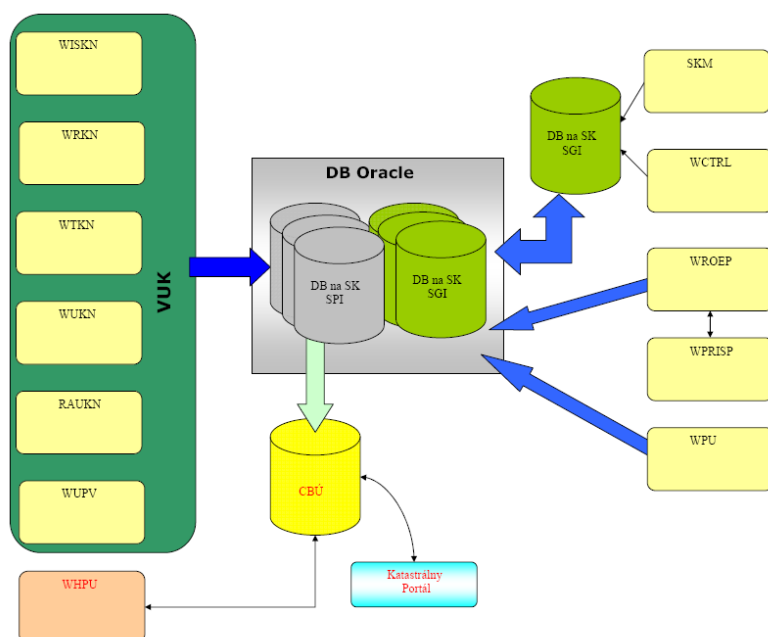 WISKN
WRKN
WTKN
WUKN
RAUKN
WUPV
VUK
WHPU
DB Oracle
DB na SK
SPI
DB na SK
SGI
DB na SK
SGI
SKM
WCTRL
WROEP
WPRISP
WPU
CBÚ
Katastrálny
Portál